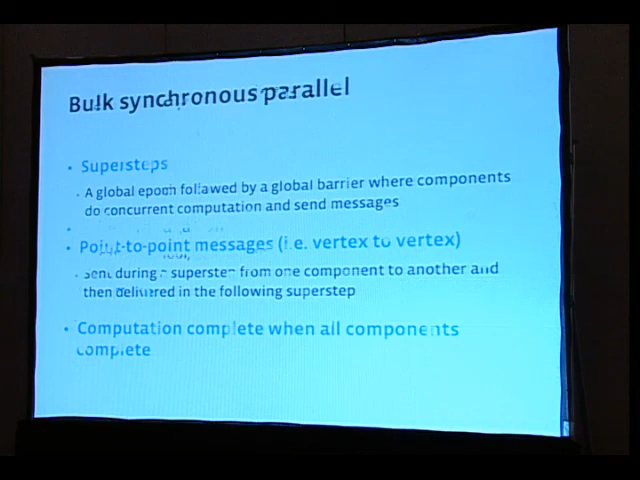 Bulk synchronous parallel
• Supersteps
• A global epoch followed by a global barrier where components
do concurrent computation and send messages
• Point-to-point messages (i.e. vertex to vertex)
• Sent during a superstep from one component to another and
then delivered in the following superstep
• Computation complete when all components
complete